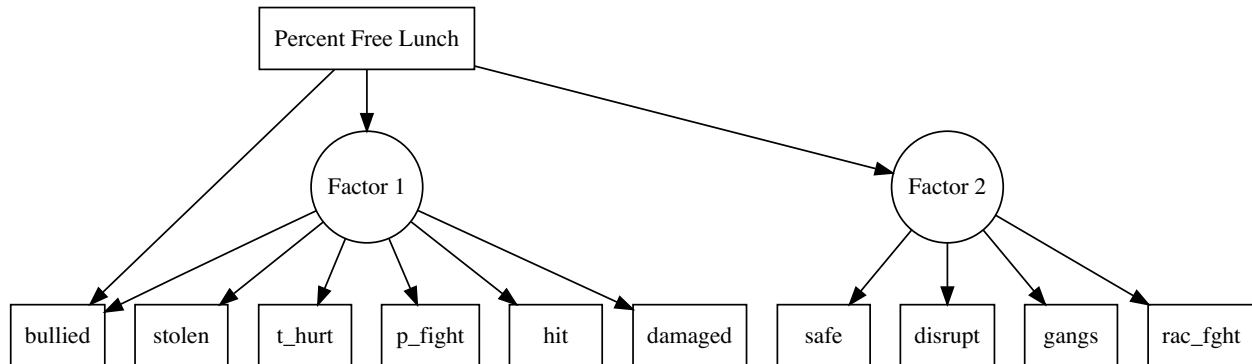 Percent Free Lunch
Factor 1
Factor 2
bullied
stolen
t_hurt
p_fight
hit
damaged
safe
disrupt
gangs
rac_fght